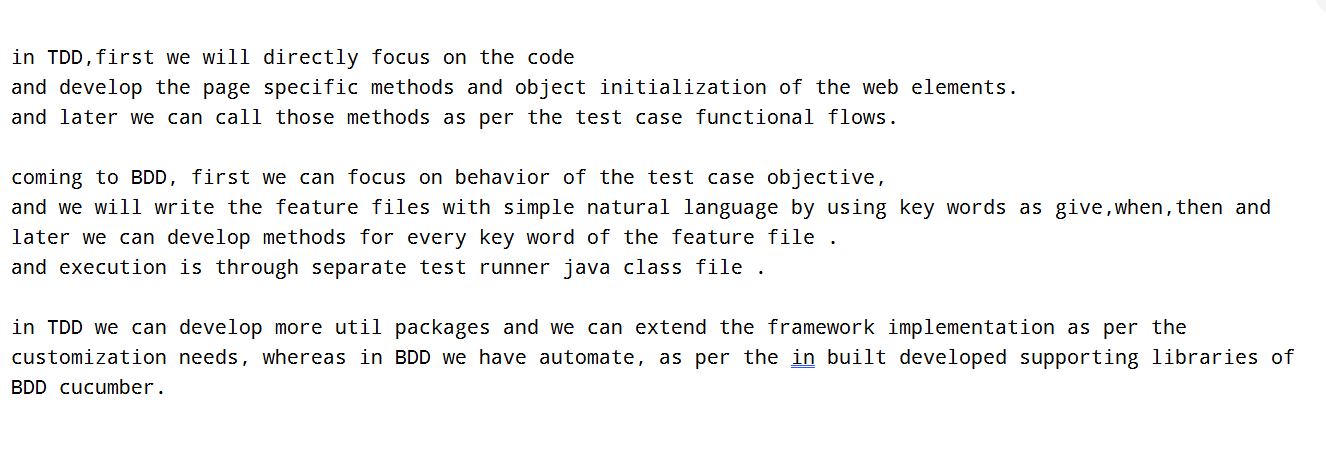 in TDD,first we will directly focus on the code
and develop the page specific methods and object initialization of the web elements.
and later we can call those methods as per the test case functional flows.
coming to BDD, first we can focus on behavior of the test case objective,
and we will write the feature files with simple natural language by using key words as give,when,then and
later we can develop methods for every key word of the feature file .
and execution is through separate test runner java class file .
in TDD we can develop more util packages and we can extend the framework implementation as per the
customization needs, whereas in BDD we have automate, as per the in built developed supporting libraries of
BDD cucumber.